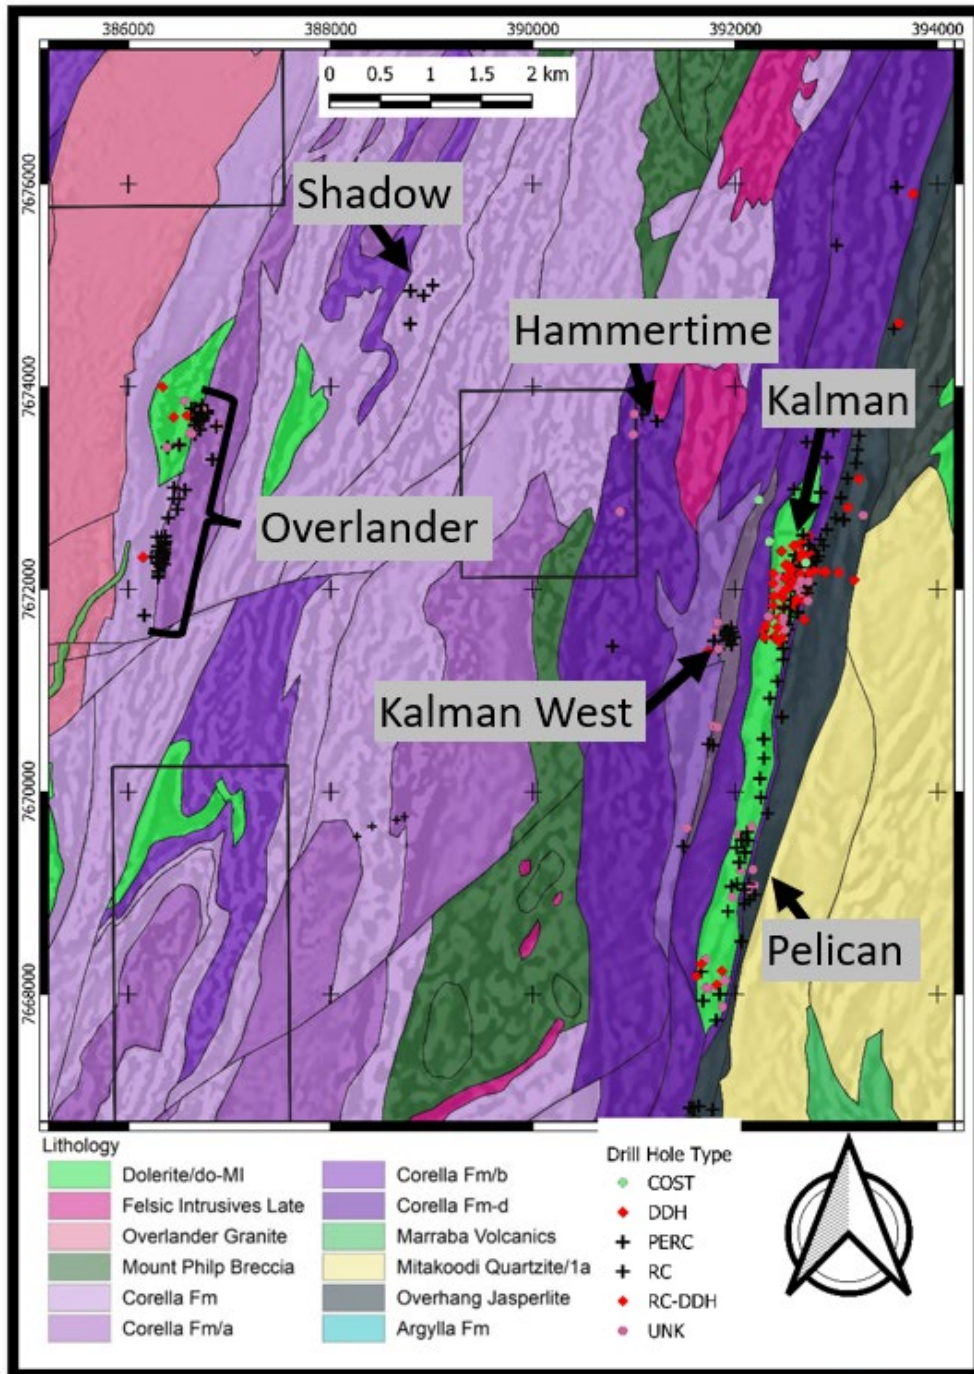 386000 388000 390000 392000 394000
0 0.5 1 1.5 2 km
7676000
Shadow
Hammertime
7674000
Kalman
Overlander
7672000
Kalman West
7670000
Pelican
7668000
Lithology
Dolerite/do-MI
Felsic Intrusives Late
Overlander Granite
Mount Philp Breccia
Corella Fm
Corella Fm/a
Corella Fm/b
Corella Fm-d
Marraba Volcanics
Mitakoodi Quartzite/1a
Overhang Jasperlite
Argylla Fm
Drill Hole Type
COST
DDH
PERC
RC
RC-DDH
UNK